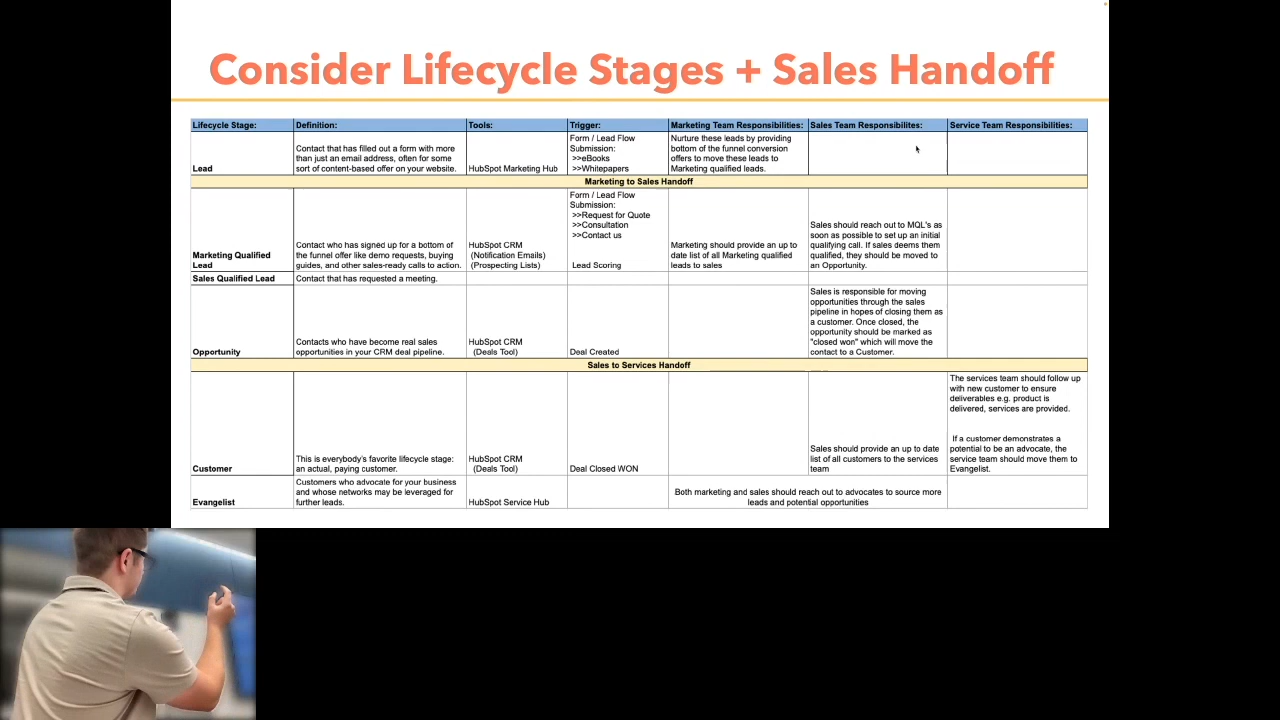 Consider Lifecycle Stages + Sales Handoff
Lifecycle Stage: Definition: Tools: Trigger: Marketing Team Responsibilities: Sales Team Responsibilites: Service Team Responsibilities:
Lead
Contact that has filled out a form with more
than just an email address, often for some
sort of content-based offer on your website.
HubSpot Marketing Hub
Form / Lead Flow
Submission:
>>eBooks
>>Whitepapers
Nurture these leads by providing
bottom of the funnel conversion
offers to move these leads to
Marketing qualified leads.
Marketing to Sales Handoff
Marketing Qualified
Lead
Contact who has signed up for a bottom of
the funnel offer like demo requests, buying
guides, and other sales-ready calls to action.
HubSpot CRM
(Notification Emails)
(Prospecting Lists)
Form / Lead Flow
Submission:
>>Request for Quote
>>Consultation
>>Contact us
Lead Scoring
Marketing should provide an up to
date list of all Marketing qualified
leads to sales
Sales should reach out to MQL's as
soon as possible to set up an initial
qualifying call. If sales deems them
qualified, they should be moved to
an Opportunity.
Sales Qualified Lead
Contact that has requested a meeting.
Opportunity
Contacts who have become real sales
opportunities in your CRM deal pipeline.
HubSpot CRM
(Deals Tool)
Deal Created
Sales is responsible for moving
opportunities through the sales
pipeline in hopes of closing them as
a customer. Once closed, the
opportunity should be marked as
"closed won" which will move the
contact to a Customer.
Sales to Services Handoff
Customer
This is everybody's favorite lifecycle stage:
an actual, paying customer.
HubSpot CRM
(Deals Tool)
Deal Closed WON
Sales should provide an up to date
list of all customers to the services
team
The services team should follow up
with new customer to ensure
deliverables e.g. product is
delivered, services are provided.
If a customer demonstrates a
potential to be an advocate, the
service team should move them to
Evangelist.
Evangelist
Customers who advocate for your business
and whose networks may be leveraged for
further leads.
HubSpot Service Hub
Both marketing and sales should reach out to advocates to source more
leads and potential opportunities